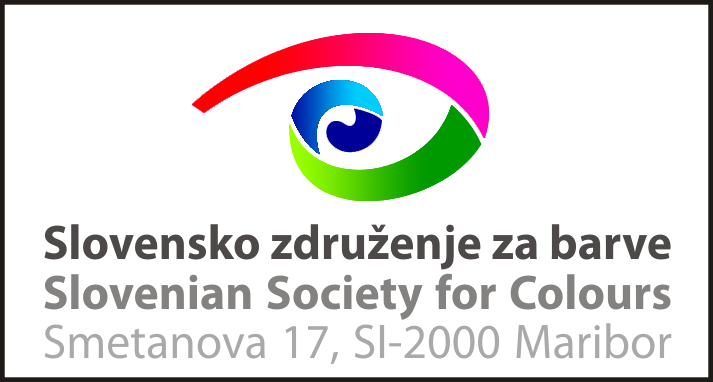 Slovensko združenje za barve
Slovenian Society for Colours
Smetanova 17, SI-2000 Maribor